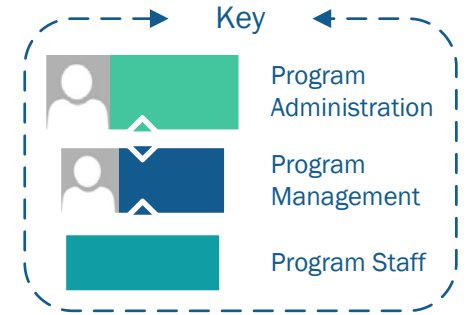 Key
Program
Administration
Program
Management
Program Staff